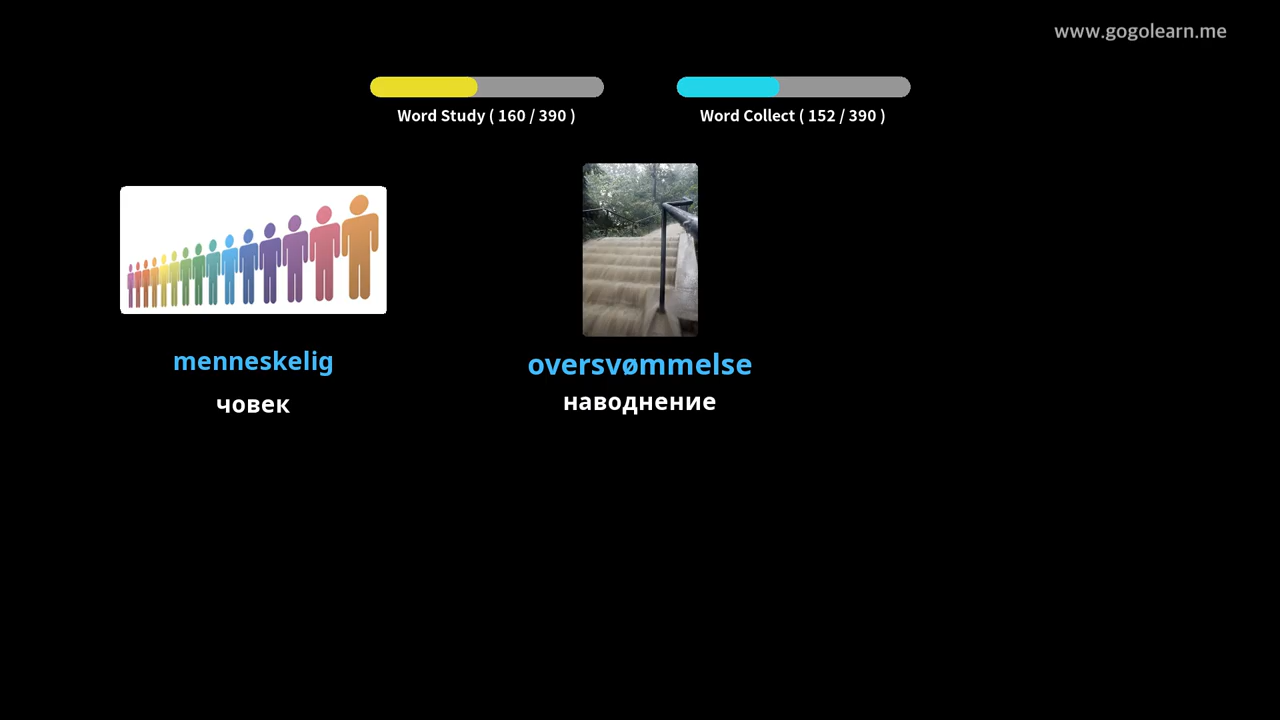 www.gogolearn.me
Word Study ( 160 / 390 )
Word Collect ( 152 / 390 )
menneskelig
човек
oversvømmelse
наводнение